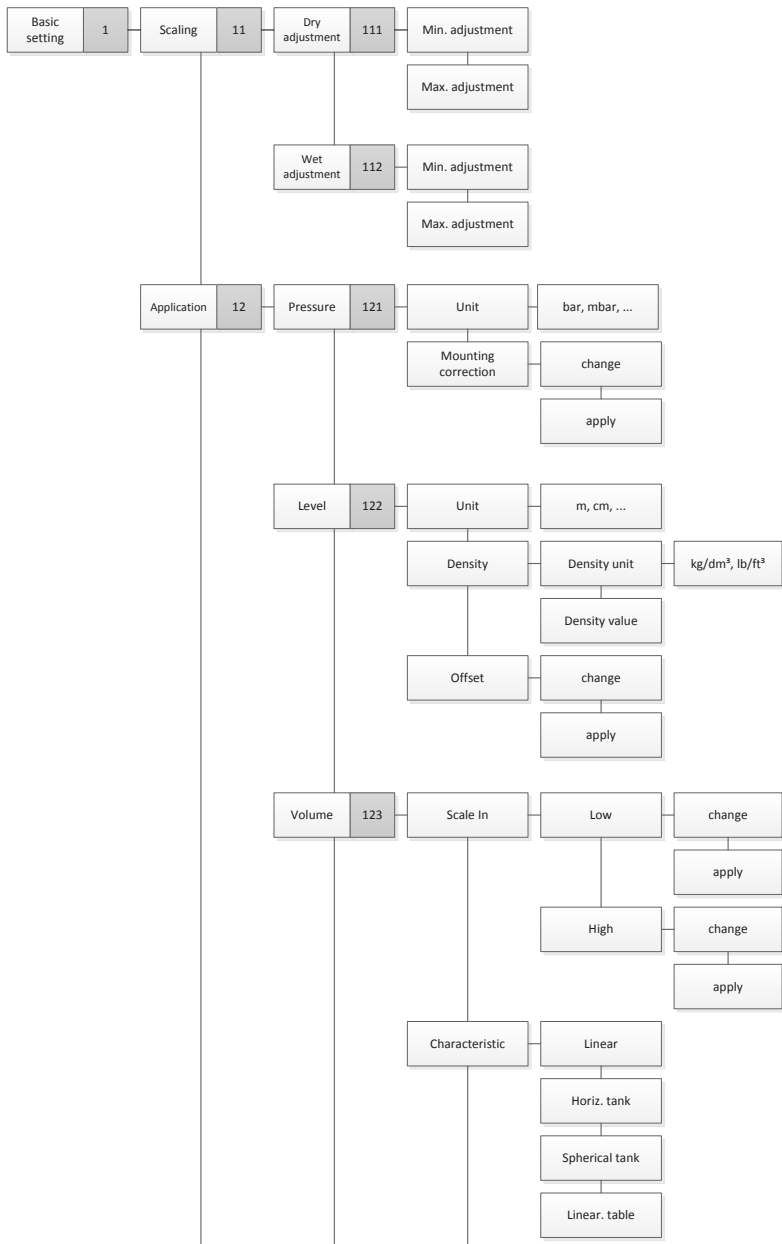 Basic
setting
1
Scaling
11
Dry
adjustment
111
Min. adjustment
Max. adjustment
Wet
adjustment
112
Min. adjustment
Max. adjustment
Application
12
Pressure
121
Unit
bar, mbar, ...
Mounting
correction
change
apply
Level
122
Unit
m, cm, ...
Density
Density unit
kg/dm³, lb/ft³
Density value
Offset
change
apply
Volume
123
Scale In
Low
change
apply
High
change
apply
Characteristic
Linear
Horiz. tank
Spherical tank
Linear. table